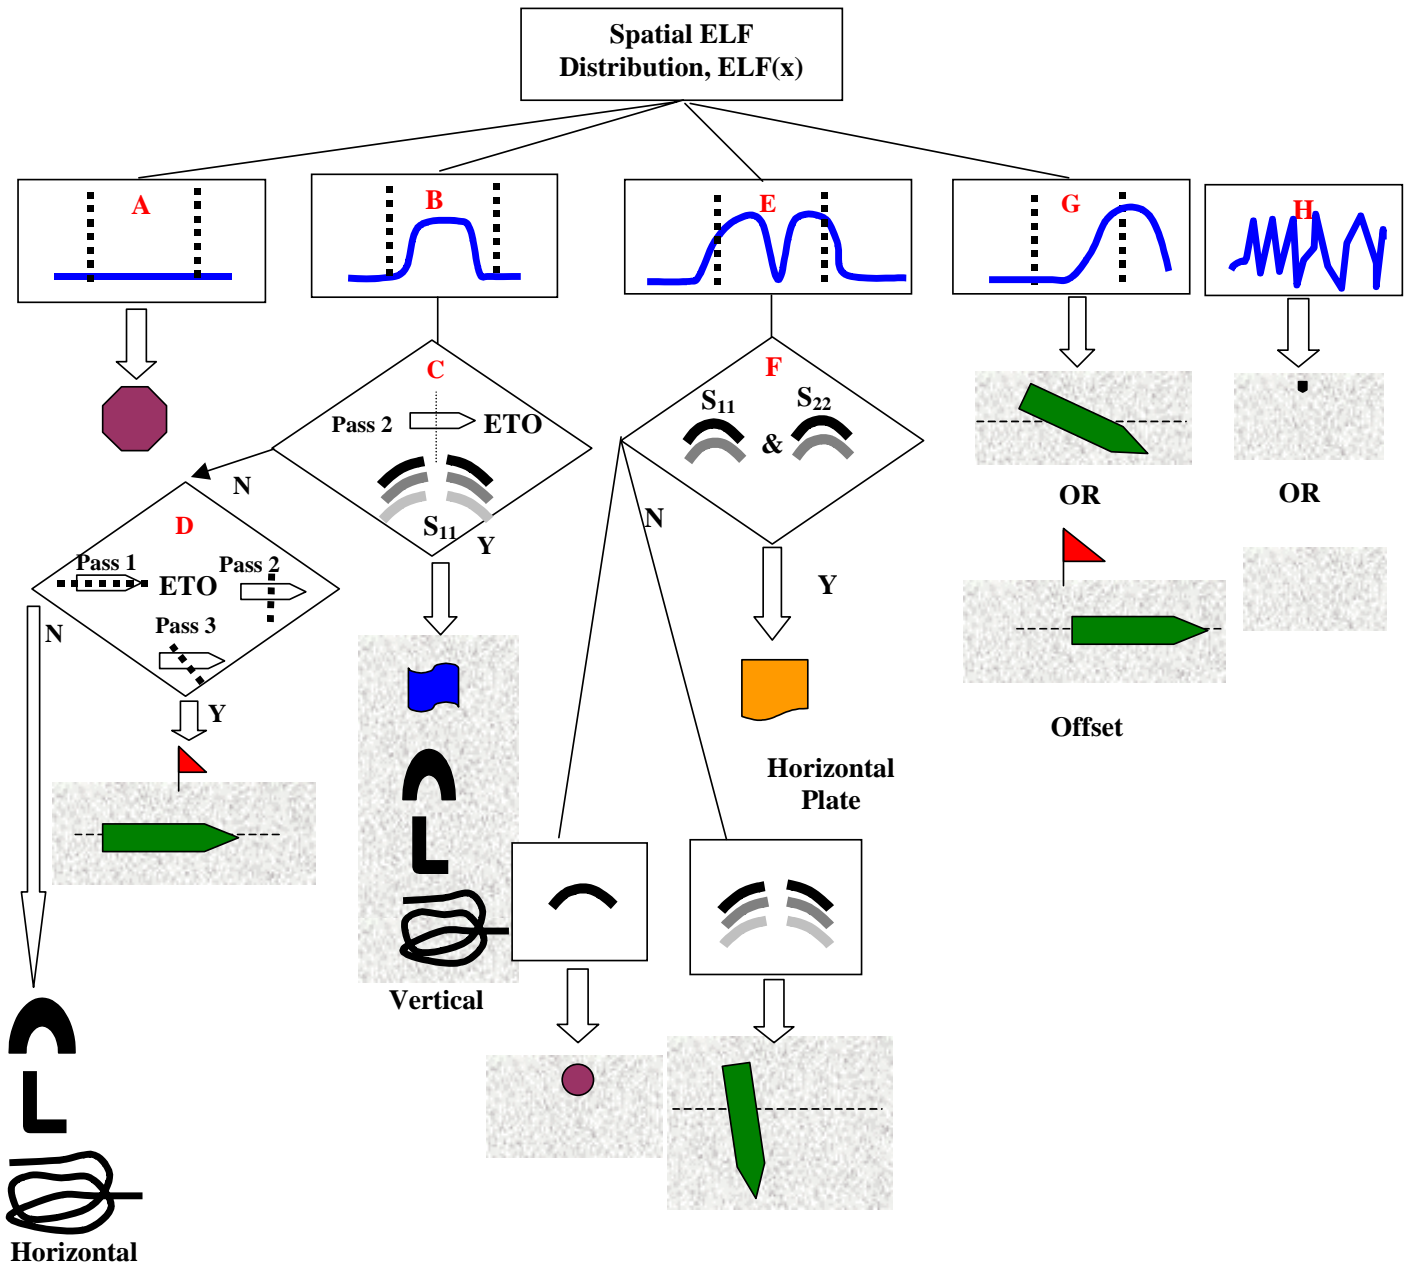 Spatial ELF
Distribution, ELF(x)
A
B
E
G
H
C
Pass 2
ETO
S11
Y
N
F
S11
S22
&
N
Y
D
Pass 1
Pass 2
ETO
Pass 3
N
Y
OR
OR
Offset
Horizontal
Plate
Vertical
Horizontal